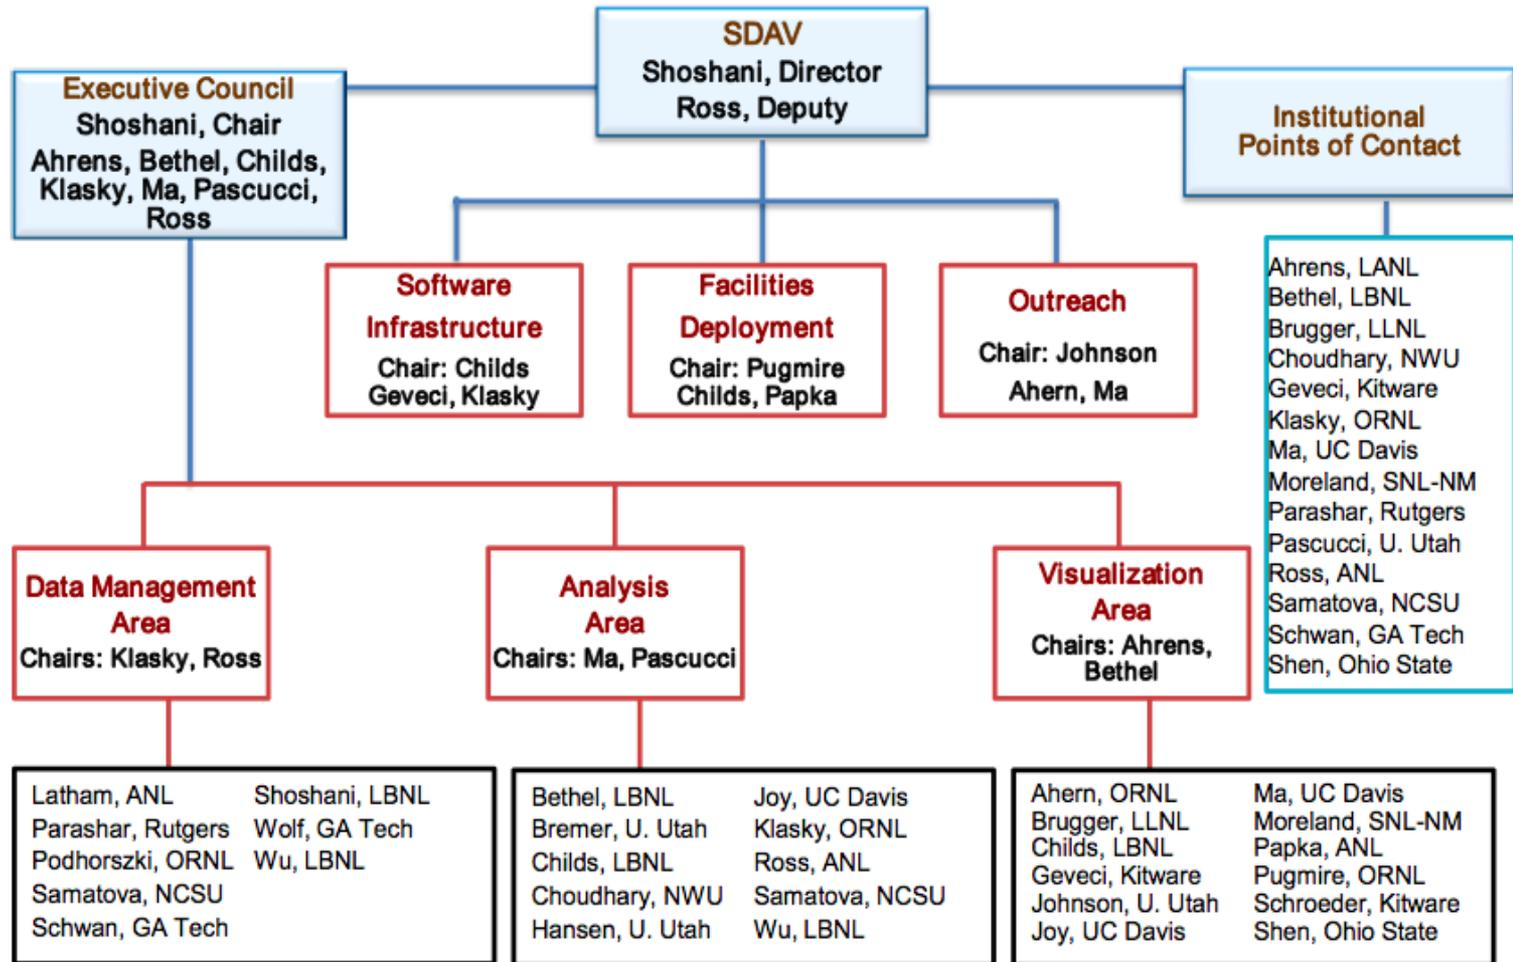 SDAV
Shoshani, Director
Ross, Deputy
Executive Council
Shoshani, Chair
Ahrens, Bethel, Childs,
Klasky, Ma, Pascucci,
Ross
Institutional
Points of Contact
Software
Infrastructure
Chair: Childs
Geveci, Klasky
Facilities
Deployment
Chair: Pugmire
Childs, Papka
Outreach
Chair: Johnson
Ahern, Ma
Ahrens, LANL
Bethel, LBNL
Brugger, LLNL
Choudhary, NWU
Geveci, Kitware
Klasky, ORNL
Ma, UC Davis
Moreland, SNL-NM
Parashar, Rutgers
Pascucci, U. Utah
Ross, ANL
Samatova, NCSU
Schwan, GA Tech
Shen, Ohio State
Data Management
Area
Chairs: Klasky, Ross
Analysis
Area
Chairs: Ma, Pascucci
Visualization
Area
Chairs: Ahrens,
Bethel
Latham, ANL
Parashar, Rutgers
Podhorszki, ORNL
Samatova, NCSU
Schwan, GA Tech
Shoshani, LBNL
Wolf, GA Tech
Wu, LBNL
Bethel, LBNL
Bremer, U. Utah
Childs, LBNL
Choudhary, NWU
Hansen, U. Utah
Joy, UC Davis
Klasky, ORNL
Ross, ANL
Samatova, NCSU
Wu, LBNL
Ahern, ORNL
Brugger, LLNL
Childs, LBNL
Geveci, Kitware
Johnson, U. Utah
Joy, UC Davis
Ma, UC Davis
Moreland, SNL-NM
Papka, ANL
Pugmire, ORNL
Schroeder, Kitware
Shen, Ohio State